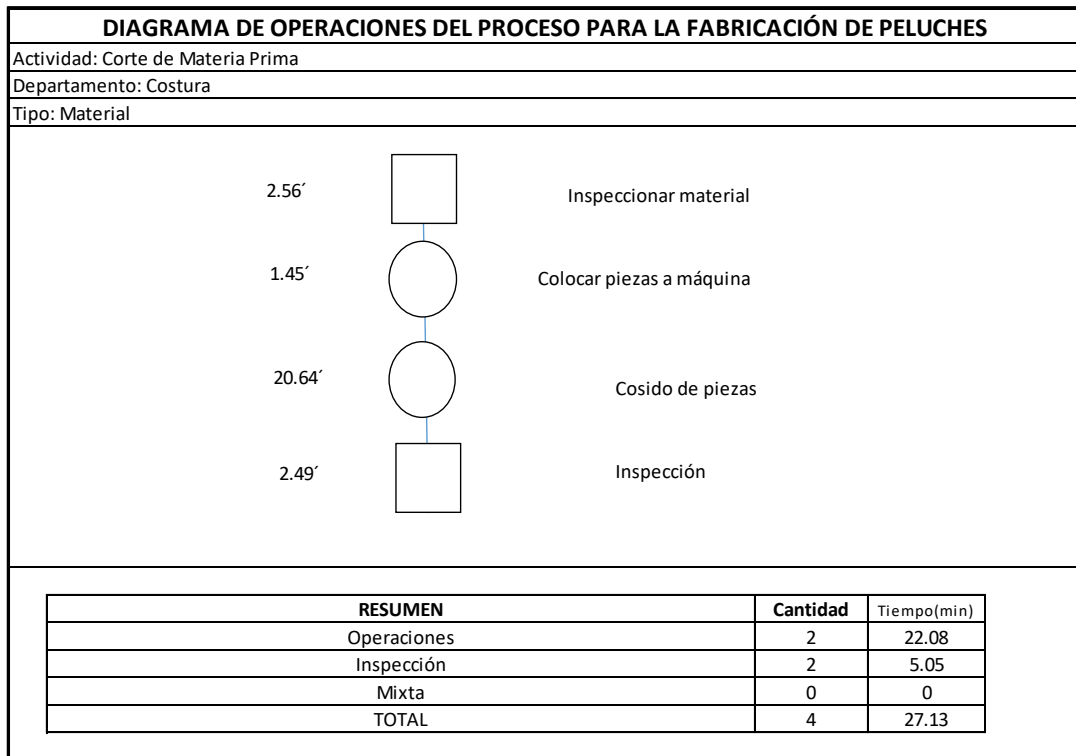 DIAGRAMA DE OPERACIONES DEL PROCESO PARA LA FABRICACIÓN DE PELUCHES
Actividad: Corte de Materia Prima
Departamento: Costura
Tipo: Material
2.56´ Inspeccionar material
1.45´ Colocar piezas a máquina
20.64´ Cosido de piezas
2.49´ Inspección
RESUMEN Cantidad Tiempo(min)
Operaciones 2 22.08
Inspección 2 5.05
Mixta 0 0
TOTAL 4 27.13